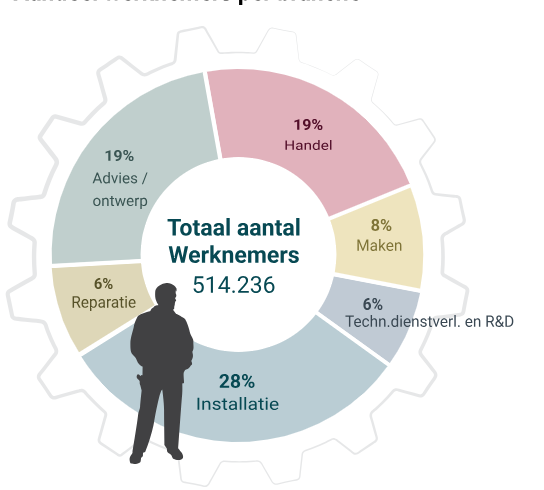 19%
Handel
19%
Advies /
ontwerp
8%
Maken
Totaal aantal
Werknemers
514.236
6%
Reparatie
6%
Techn.dienstverl. en R&D
28%
Installatie